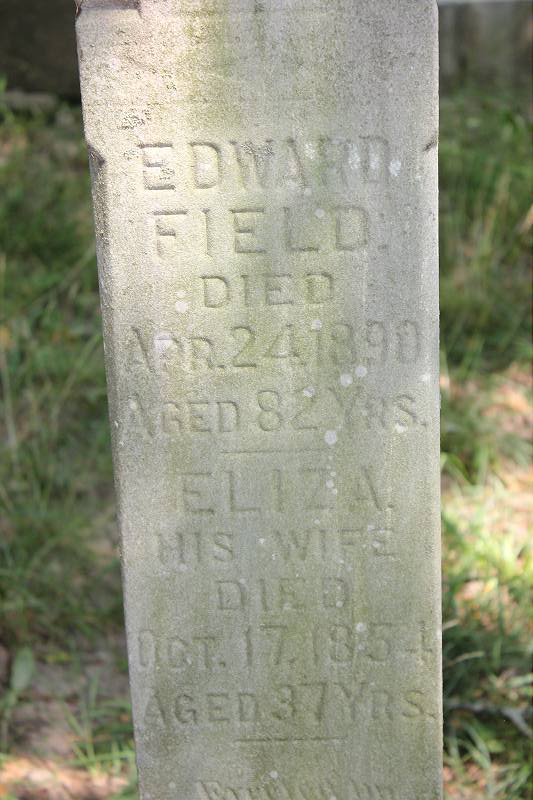 EDWARD
FIELD.
DIED
APR. 24, 1890
AGED 82 YRS.
ELIZA.
HIS WIFE
DIED
OCT. 17, 1854
AGED 37 YRS.